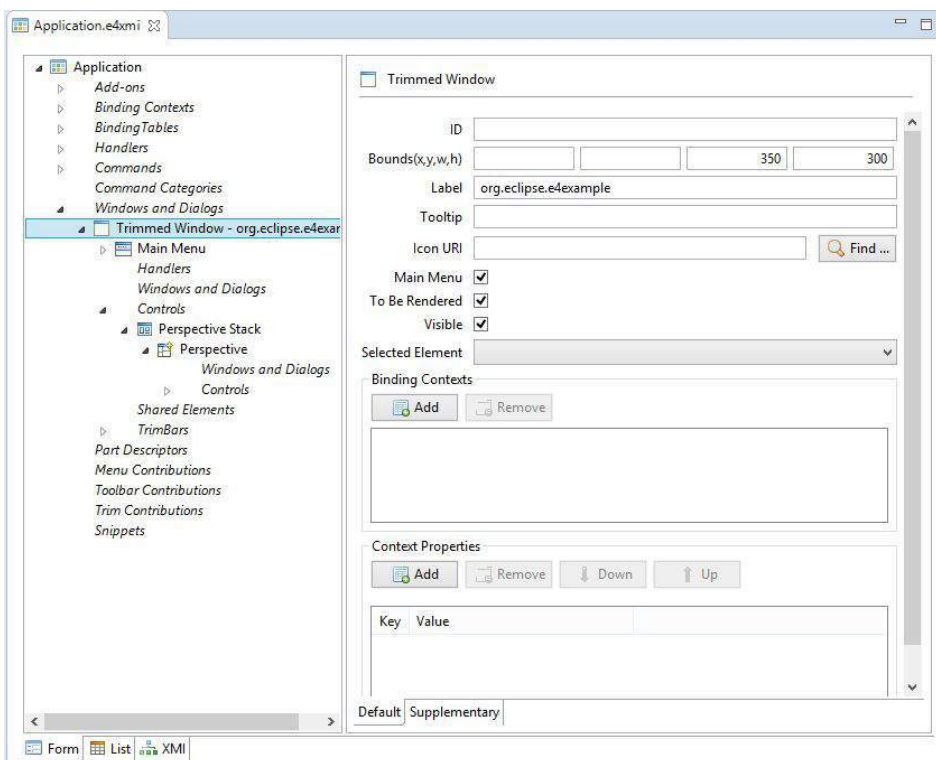 Application.e4xmi
Application
Add-ons
Binding Contexts
BindingTables
Handlers
Commands
Command Categories
Windows and Dialogs
Trimmed Window - org.eclipse.e4exar
Main Menu
Handlers
Windows and Dialogs
Controls
Perspective Stack
Perspective
Windows and Dialogs
Controls
Shared Elements
TrimBars
Part Descriptors
Menu Contributions
Toolbar Contributions
Trim Contributions
Snippets
Trimmed Window
ID
Bounds(x,y,w,h) 350 300
Label org.eclipse.e4example
Tooltip
Icon URI Find ...
Main Menu
To Be Rendered
Visible
Selected Element
Binding Contexts
Add Remove
Context Properties
Add Remove Down Up
Key Value
Default Supplementary
Form List XMI